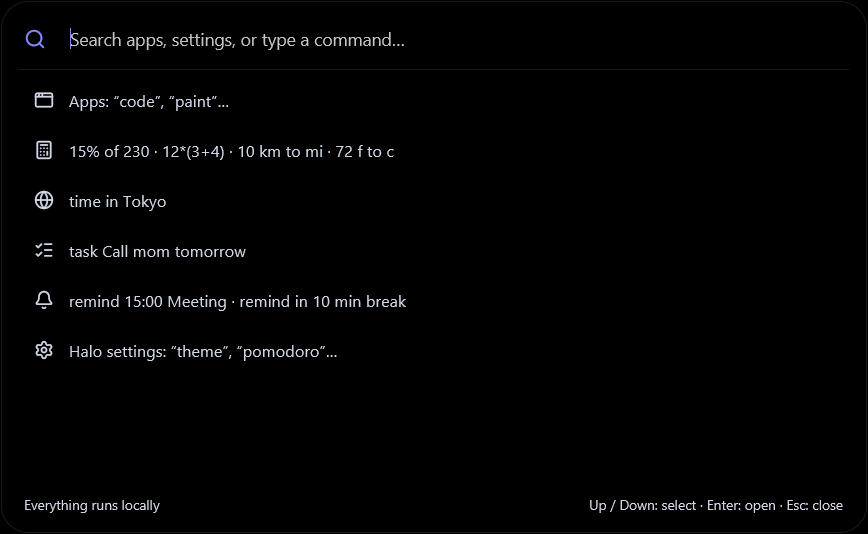 Search apps, settings, or type a command...
Apps: “code”, “paint”...
15% of 230 · 12*(3+4) · 10 km to mi · 72 f to c
time in Tokyo
task Call mom tomorrow
remind 15:00 Meeting · remind in 10 min break
Halo settings: “theme”, “pomodoro”...
Everything runs locally
Up / Down: select · Enter: open · Esc: close